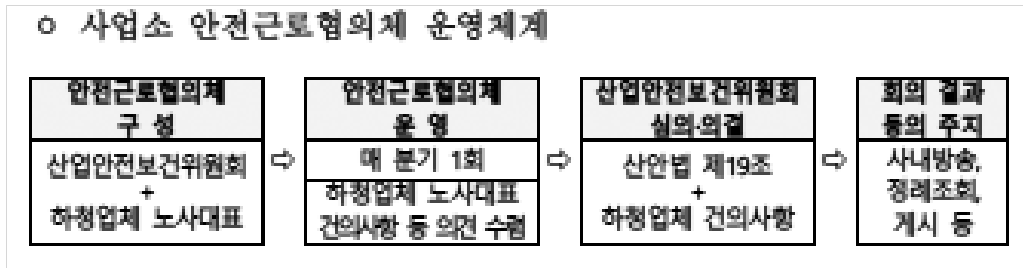 ㅇ 사업소 안전근로협의체 운영체계
안전근로협의체
구 성
산업안전보건위원회
+
하청업체 노사대표
⇨
안전근로협의체
운 영
매 분기 1회
하청업체 노사대표
건의사항 등 의견 수렴
⇨
산업안전보건위원회
심의·의결
산안법 제19조
+
하청업체 건의사항
⇨
회의 결과
등의 주지
사내방송,
정례조회,
게시 등